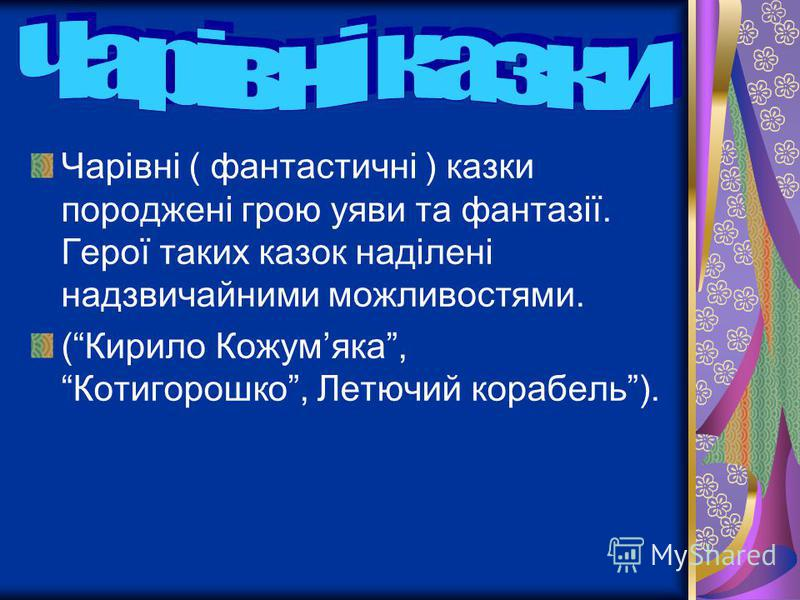 Чарівні казки
Чарівні ( фантастичні ) казки
породжені грою уяви та фантазії.
Герої таких казок наділені
надзвичайними можливостями.
(“Кирило Кожум’яка”,
“Котигорошко”, Летючий корабель”).
MyShared